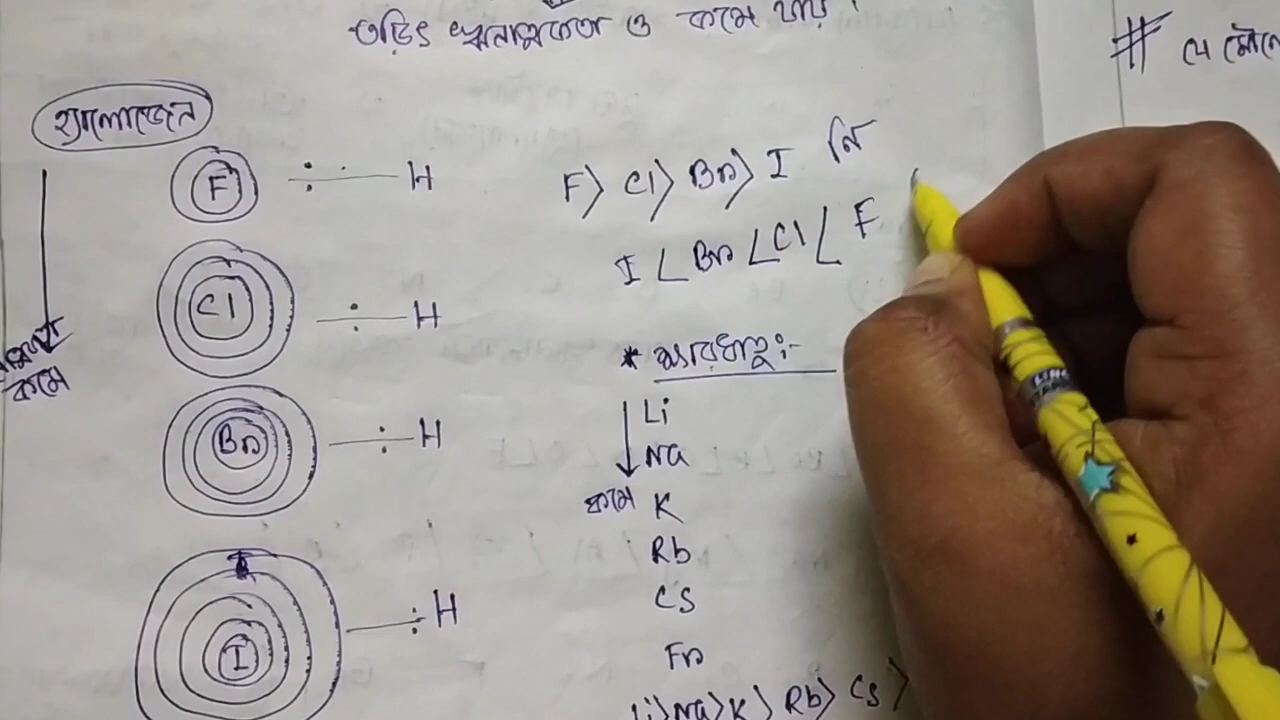 তড়িৎ ঋনাত্মকতা ও কমে যায়।
# যে মৌলে
হ্যালোজেন
F — H
F > Cl > Br > I
Cl — H
I < Br < Cl < F
কমে
* ক্ষারধাতু:-
Br — H
Li
Na
কমে K
Rb
I — H
Cs
Fr
Li > Na > K > Rb > Cs >